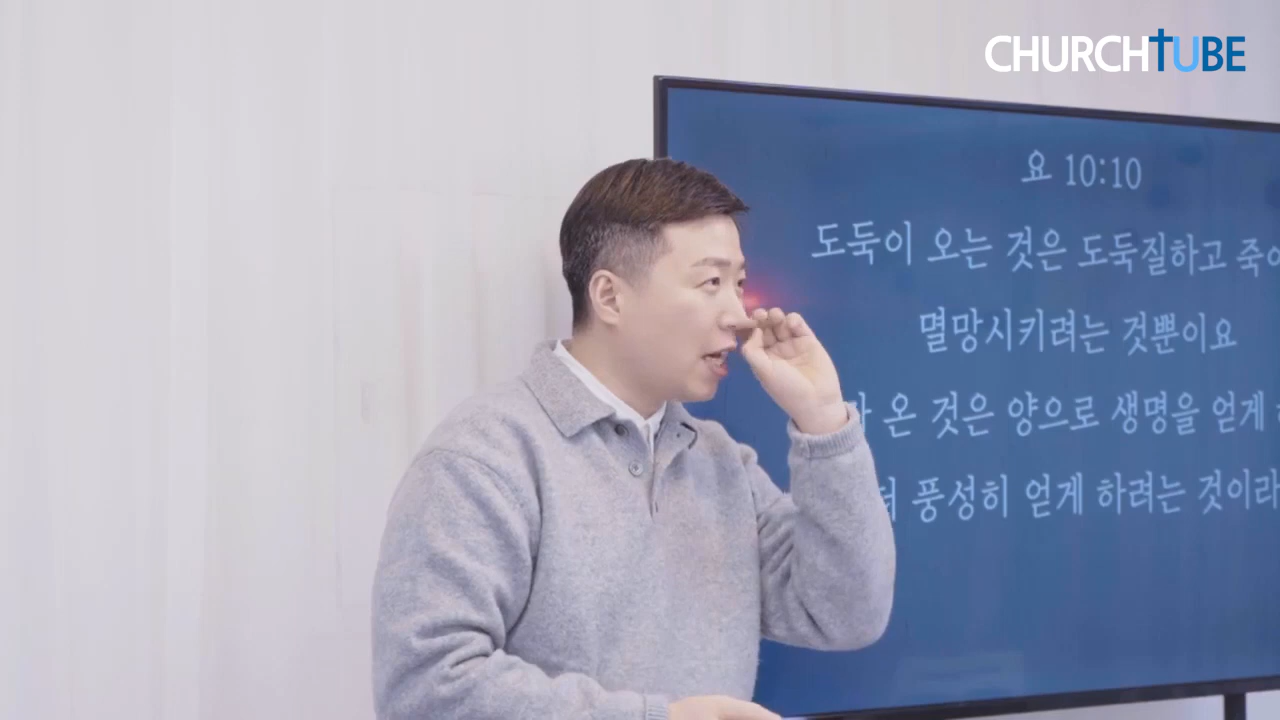 CHURCHTUBE
요 10:10
도둑이 오는 것은 도둑질하고
멸망시키려는 것뿐이요
온 것은 양으로 생명을 얻게
풍성히 얻게 하려는 것이라